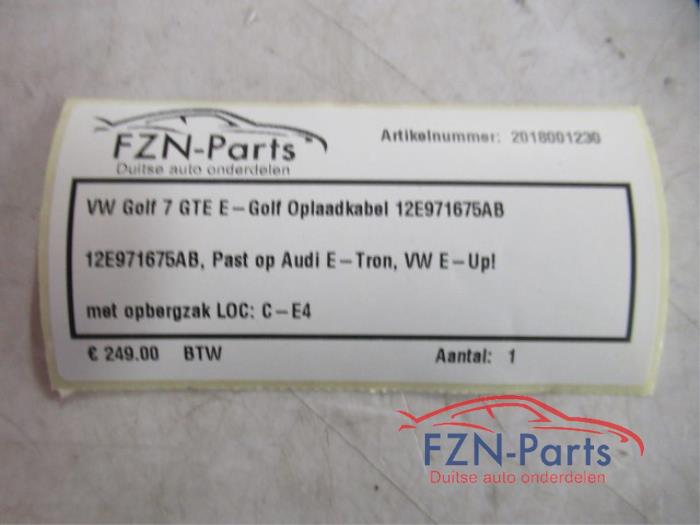 FZN-Parts
Duitse auto onderdelen
Artikelnummer: 2018001230
VW Golf 7 GTE E-Golf Oplaadkabel 12E971675AB
12E971675AB, Past op Audi E-Tron, VW E-Up!
met opbergzak LOC: C-E4
€ 249.00 BTW
Aantal: 1
FZN-Parts
Duitse auto onderdelen